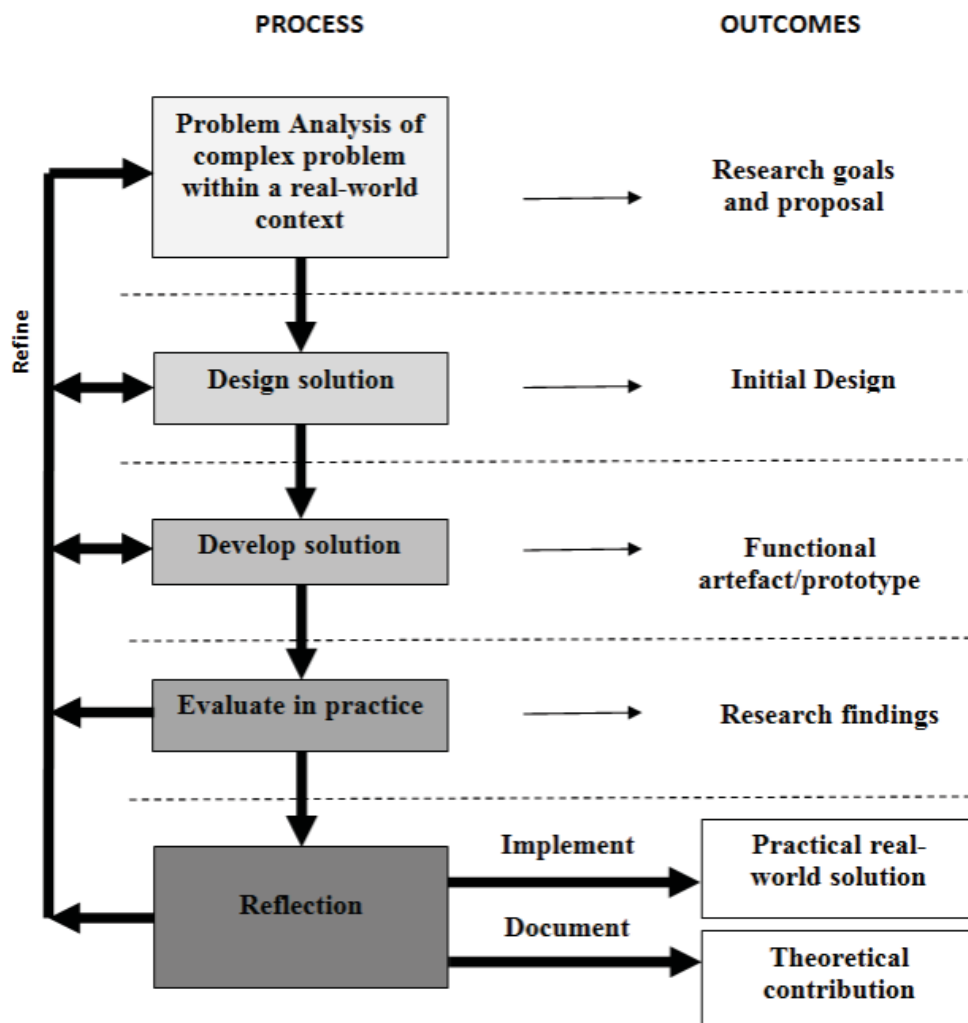 PROCESS
OUTCOMES
Problem Analysis of
complex problem
within a real-world
context
Research goals
and proposal
Refine
Design solution
Initial Design
Develop solution
Functional
artefact/prototype
Evaluate in practice
Research findings
Reflection
Implement
Practical real-
world solution
Document
Theoretical
contribution